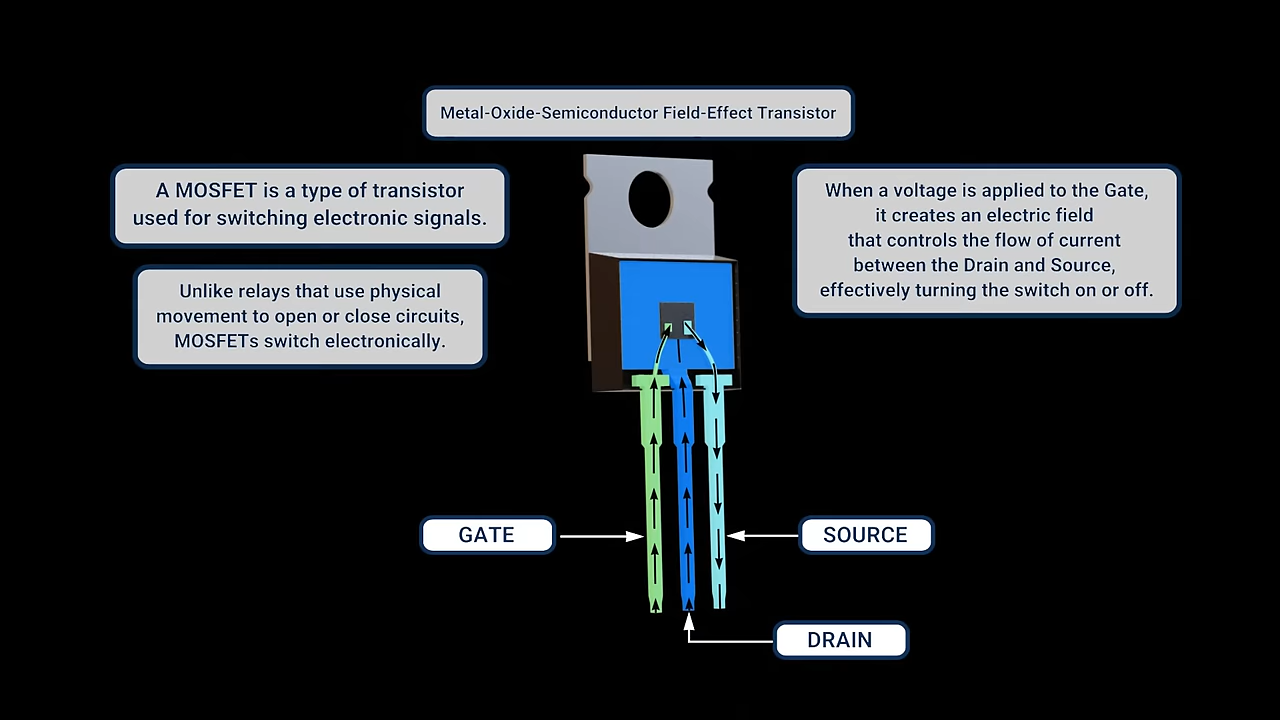 Metal-Oxide-Semiconductor Field-Effect Transistor
A MOSFET is a type of transistor
used for switching electronic signals.
Unlike relays that use physical
movement to open or close circuits,
MOSFETs switch electronically.
When a voltage is applied to the Gate,
it creates an electric field
that controls the flow of current
between the Drain and Source,
effectively turning the switch on or off.
GATE
SOURCE
DRAIN